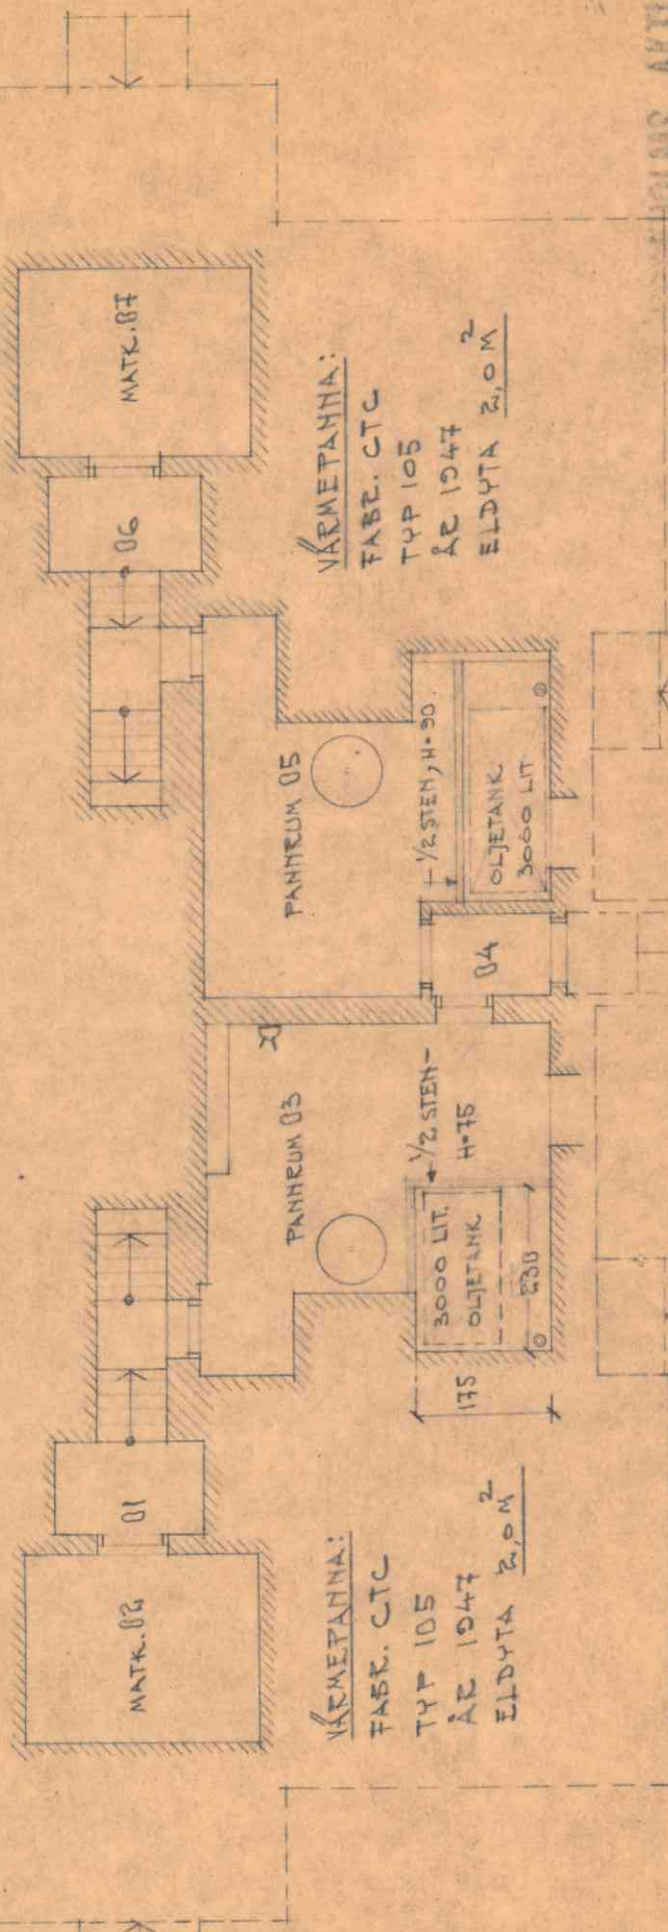 MATK. 02
01
PANNRUM 03
PANNRUM 05
06
MATK. 07
VÄRMEPANNA:
FABR. CTC
TYP 105
ÅR 1947
ELDYTA 2,0 M²
175
3000 LIT.
OLJETANK
230
1/2 STEN-
H=75
04
1/2 STEN, H=90.
OLJETANK
3000 LIT
VÄRMEPANNA:
FABR. CTC
TYP 105
ÅR 1947
ELDYTA 2,0 M²